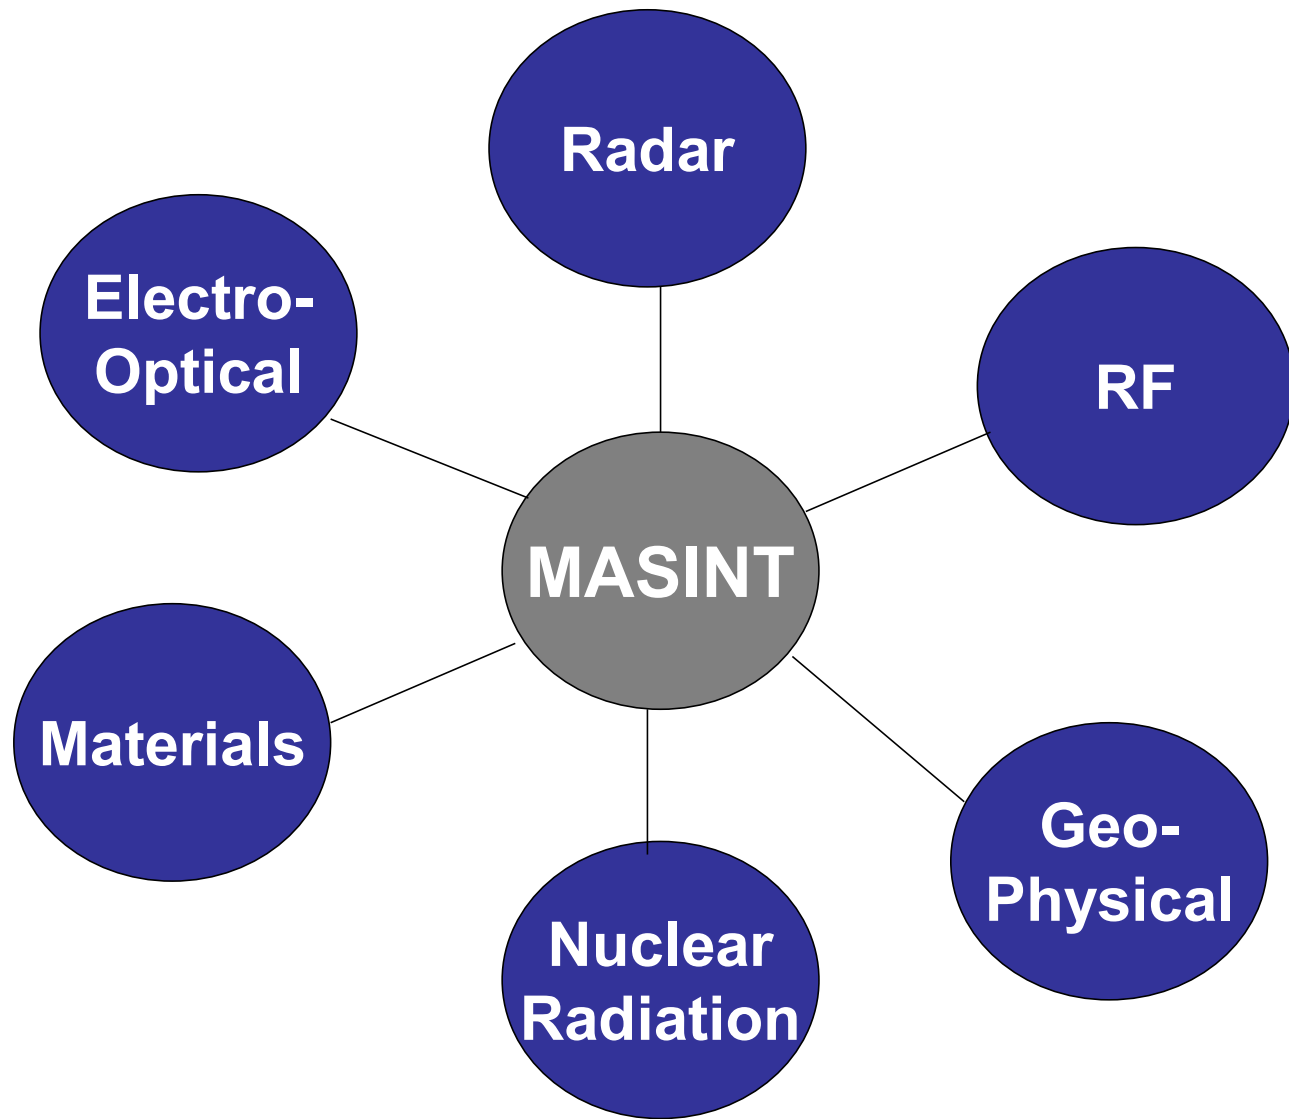 Radar
Electro-
Optical
RF
MASINT
Materials
Geo-
Physical
Nuclear
Radiation